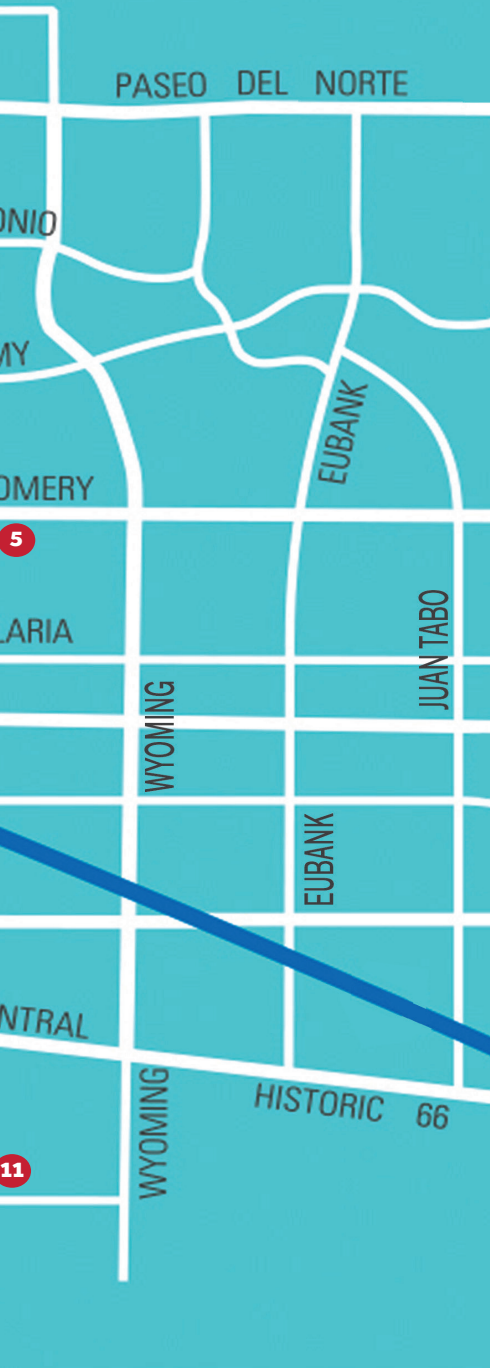 PASEO DEL NORTE
ONIO
MY
EUBANK
OMERY
5
JUAN TABO
LARIA
WYOMING
EUBANK
NTRAL
WYOMING
HISTORIC 66
11